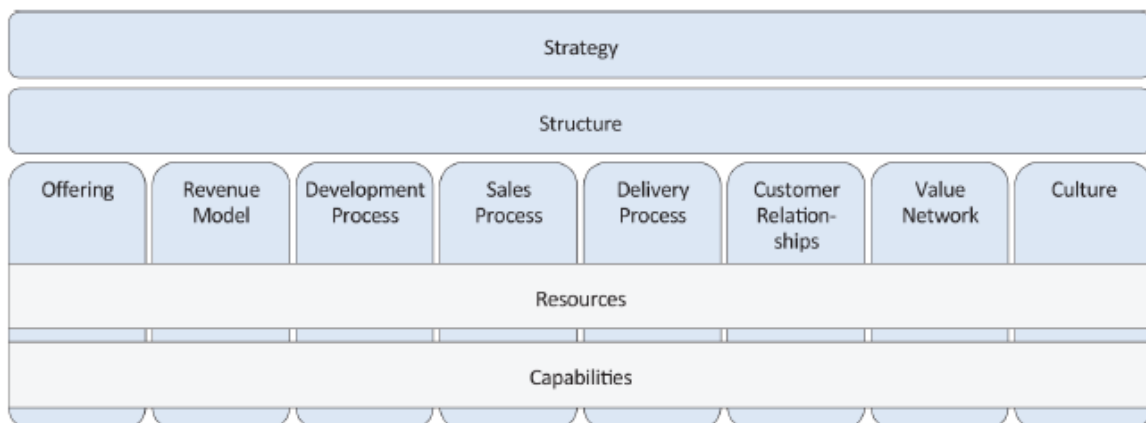 Strategy
Structure
Offering
Revenue
Model
Development
Process
Sales
Process
Delivery
Process
Customer
Relation-
ships
Value
Network
Culture
Resources
Capabilities